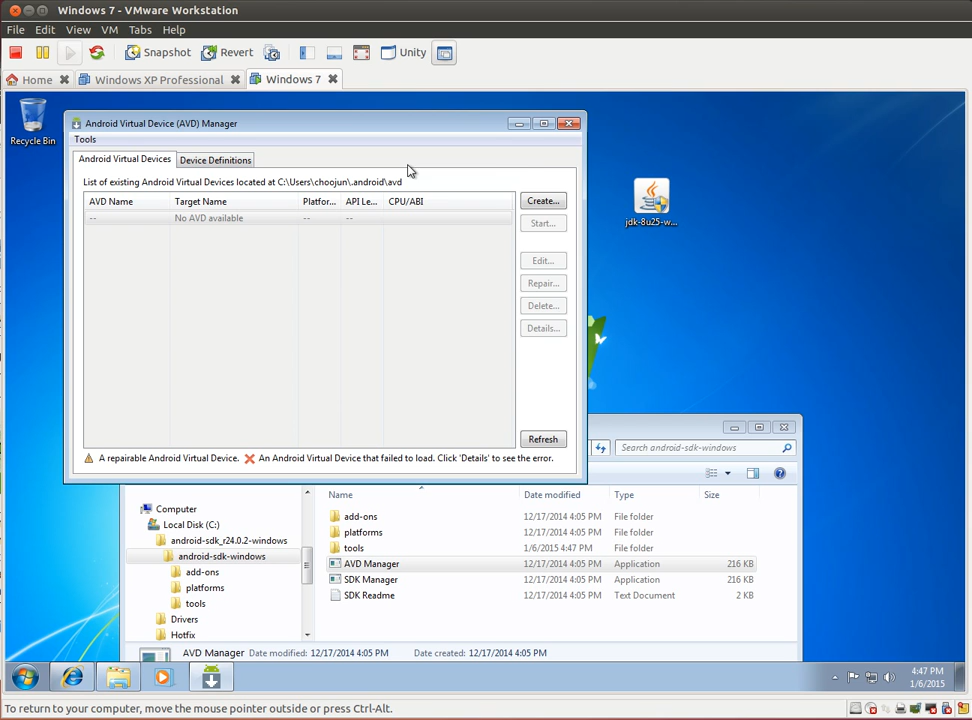 Windows 7 - VMware Workstation
File Edit View VM Tabs Help
Snapshot Revert Unity
Home Windows XP Professional Windows 7
Recycle Bin
Android Virtual Device (AVD) Manager
Tools
Android Virtual Devices Device Definitions
List of existing Android Virtual Devices located at C:\Users\choojun\.android\avd
AVD Name Target Name Platfor... API Le... CPU/ABI
-- No AVD available -- --
Create...
Start...
Edit...
Repair...
Delete...
Details...
Refresh
A repairable Android Virtual Device. An Android Virtual Device that failed to load. Click 'Details' to see the error.
jdk-8u25-w...
Search android-sdk-windows
Computer
Local Disk (C:)
android-sdk_r24.0.2-windows
android-sdk-windows
add-ons
platforms
tools
Drivers
Hotfix
Name Date modified Type Size
add-ons 12/17/2014 4:05 PM File folder
platforms 12/17/2014 4:05 PM File folder
tools 1/6/2015 4:47 PM File folder
AVD Manager 12/17/2014 4:05 PM Application 216 KB
SDK Manager 12/17/2014 4:05 PM Application 216 KB
SDK Readme 12/17/2014 4:05 PM Text Document 2 KB
AVD Manager Date modified: 12/17/2014 4:05 PM Date created: 12/17/2014 4:05 PM
4:47 PM
1/6/2015
To return to your computer, move the mouse pointer outside or press Ctrl-Alt.